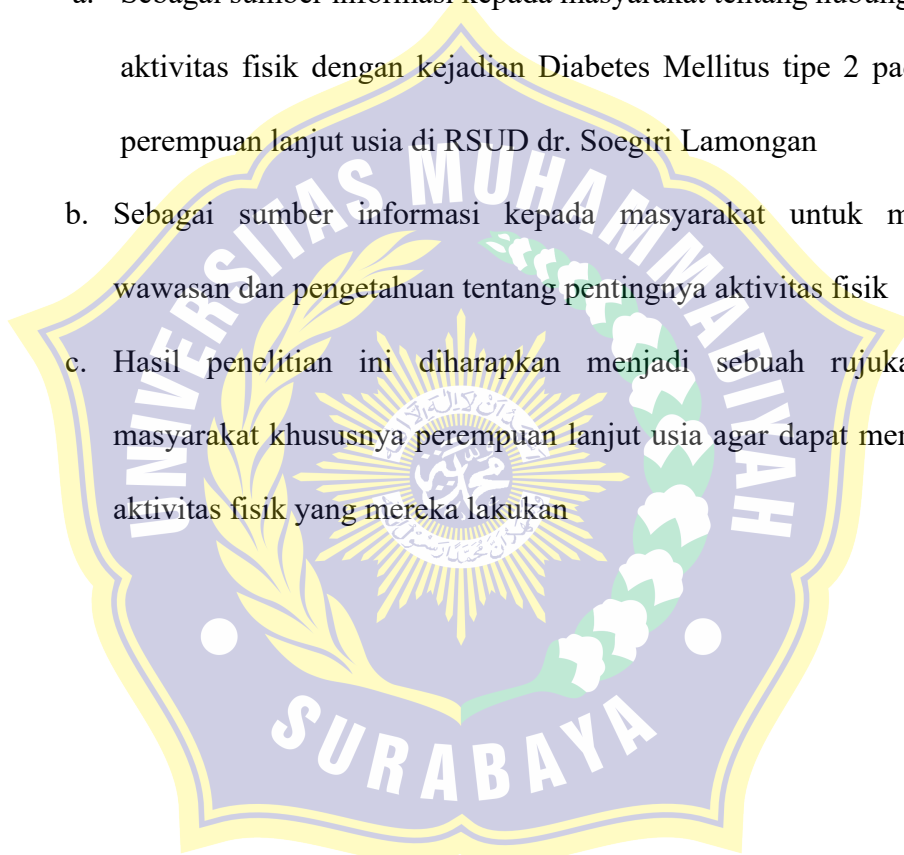 a. Sebagai sumber informasi kepada masyarakat tentang hubung
aktivitas fisik dengan kejadian Diabetes Mellitus tipe 2 pa
perempuan lanjut usia di RSUD dr. Soegiri Lamongan
b. Sebagai sumber informasi kepada masyarakat untuk m
wawasan dan pengetahuan tentang pentingnya aktivitas fisik
c. Hasil penelitian ini diharapkan menjadi sebuah rujuka
masyarakat khususnya perempuan lanjut usia agar dapat
aktivitas fisik yang mereka lakukan
UNIVERSITAS MUHAMMADIYAH
SURABAYA